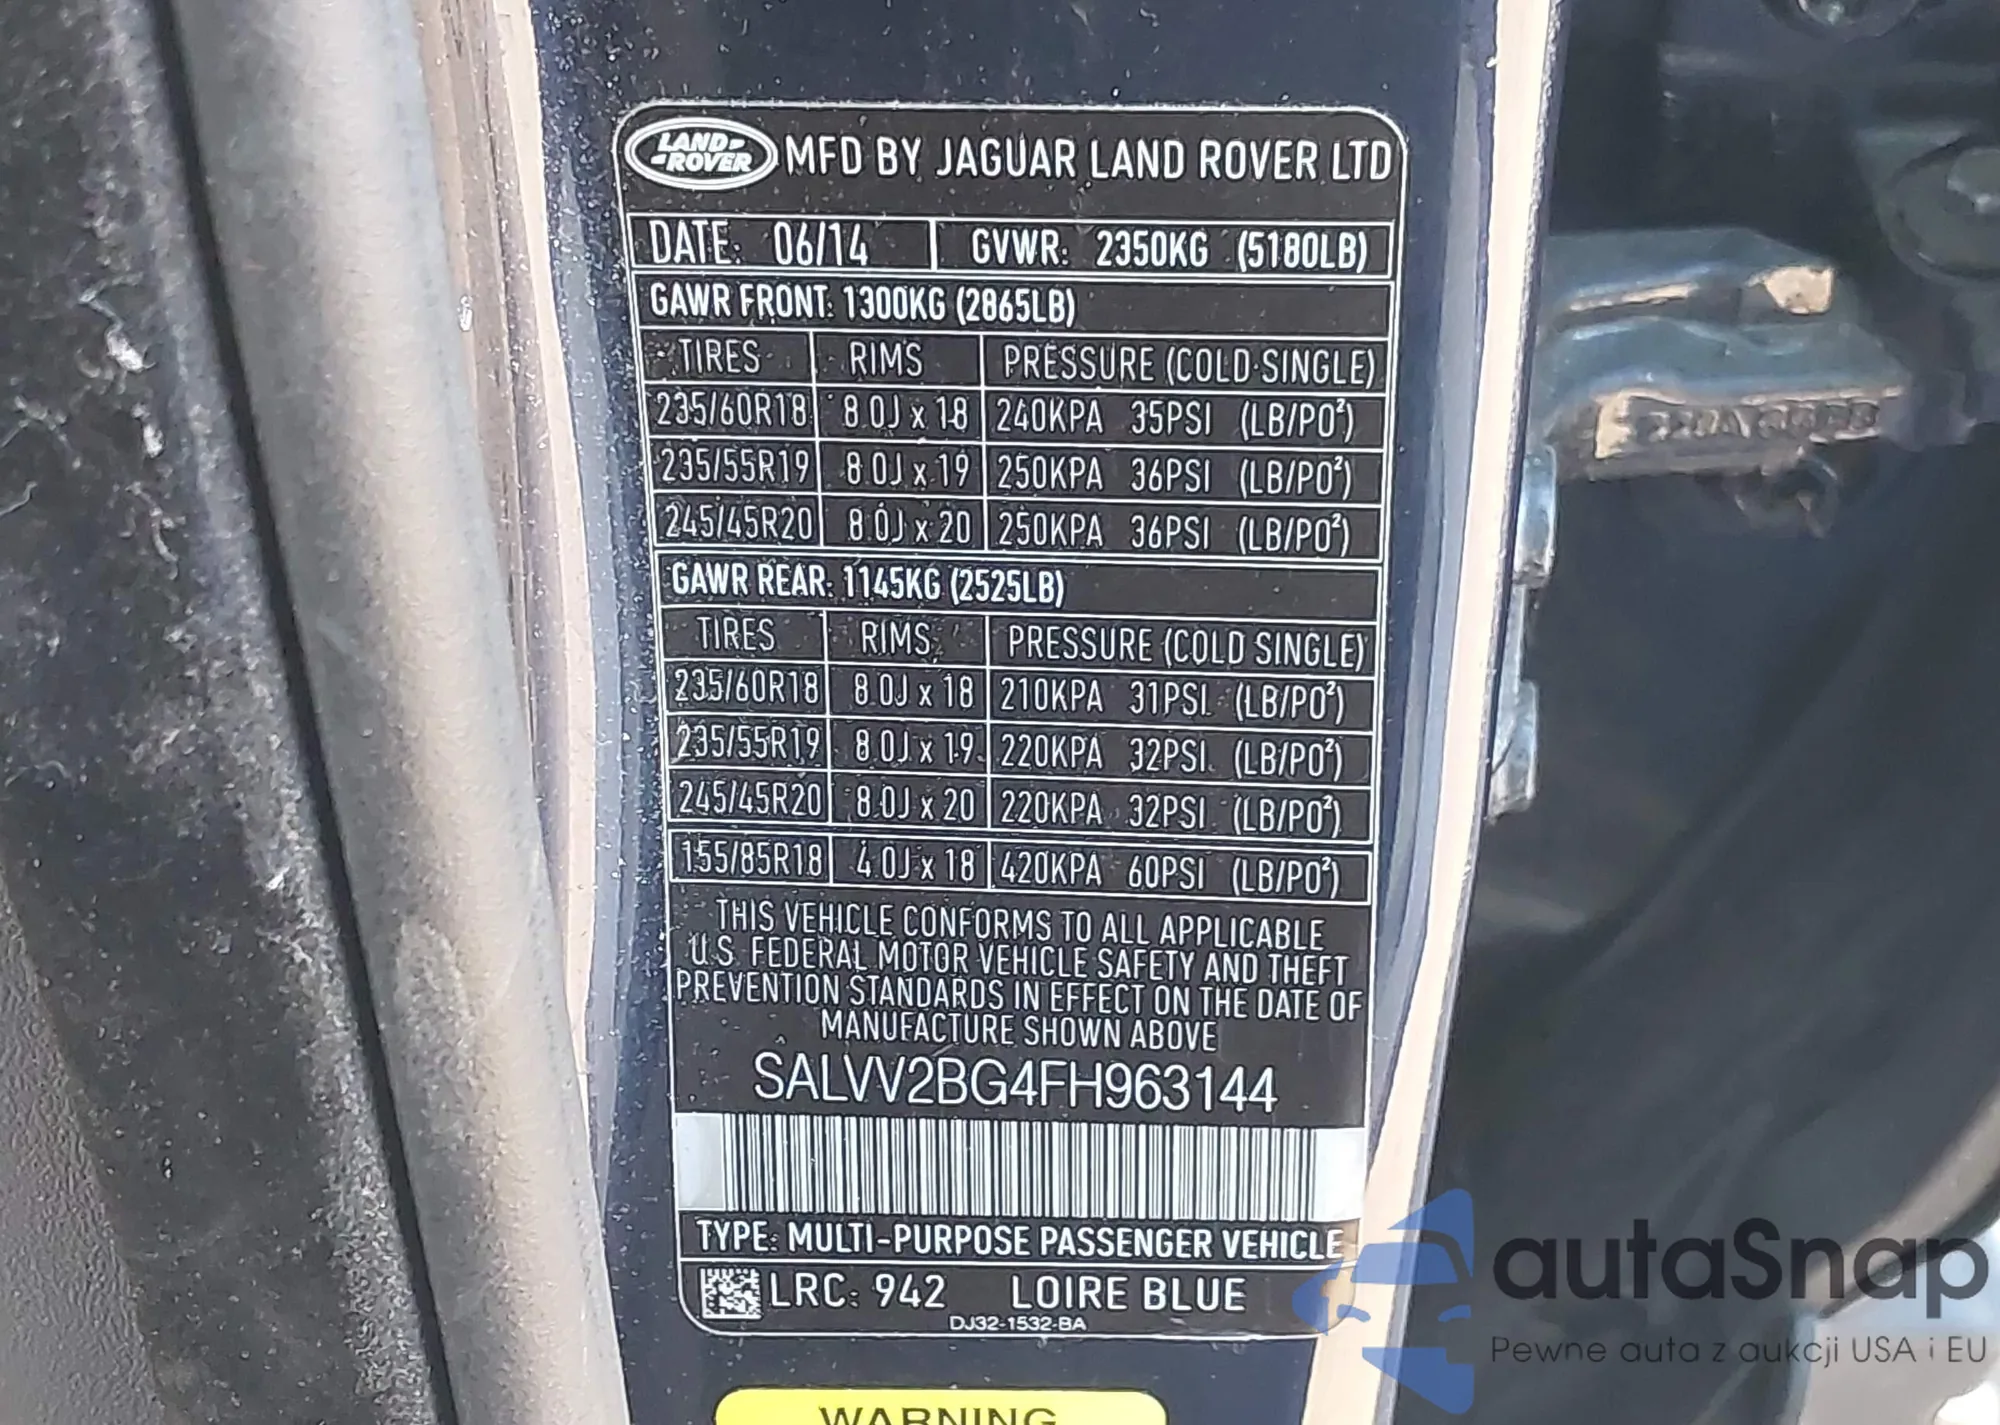 LAND ROVER MFD BY JAGUAR LAND ROVER LTD
DATE: 06/14 GVWR: 2350KG (5180LB)
GAWR FRONT: 1300KG (2865LB)
TIRES RIMS PRESSURE (COLD SINGLE)
235/60R18 8.0J x 18 240KPA 35PSI (LB/PO²)
235/55R19 8.0J x 19 250KPA 36PSI (LB/PO²)
245/45R20 8.0J x 20 250KPA 36PSI (LB/PO²)
GAWR REAR: 1145KG (2525LB)
TIRES RIMS PRESSURE (COLD SINGLE)
235/60R18 8.0J x 18 210KPA 31PSI (LB/PO²)
235/55R19 8.0J x 19 220KPA 32PSI (LB/PO²)
245/45R20 8.0J x 20 220KPA 32PSI (LB/PO²)
155/85R18 4.0J x 18 420KPA 60PSI (LB/PO²)
THIS VEHICLE CONFORMS TO ALL APPLICABLE
U.S. FEDERAL MOTOR VEHICLE SAFETY AND THEFT
PREVENTION STANDARDS IN EFFECT ON THE DATE OF
MANUFACTURE SHOWN ABOVE
SALVV2BG4FH963144
TYPE: MULTI-PURPOSE PASSENGER VEHICLE
LRC: 942 LOIRE BLUE
DJ32-1532-BA
WARNING
autaSnap
Pewne auta z aukcji USA i EU